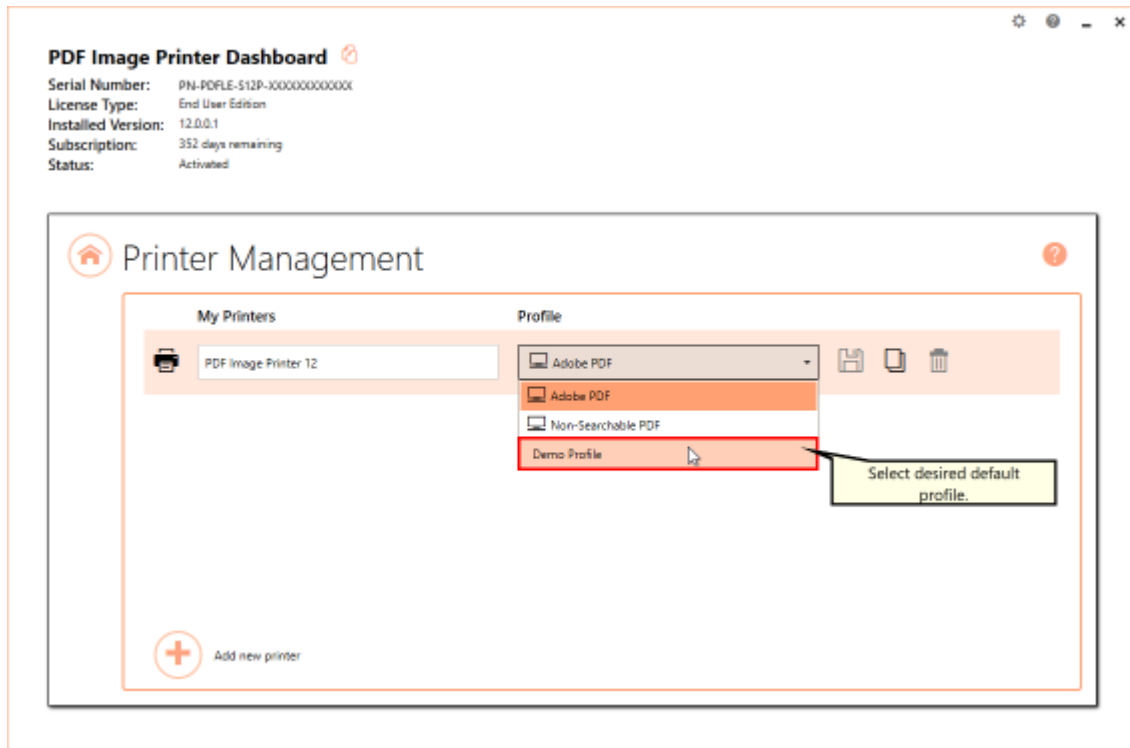 PDF Image Printer Dashboard
Serial Number: PN-PDFLE-S12P-XXXXXXXXXXXX
License Type: End User Edition
Installed Version: 12.0.0.1
Subscription: 352 days remaining
Status: Activated
Printer Management
?
My Printers Profile
PDF Image Printer 12 Adobe PDF
Adobe PDF
Non-Searchable PDF
Demo Profile
Select desired default
profile.
Add new printer